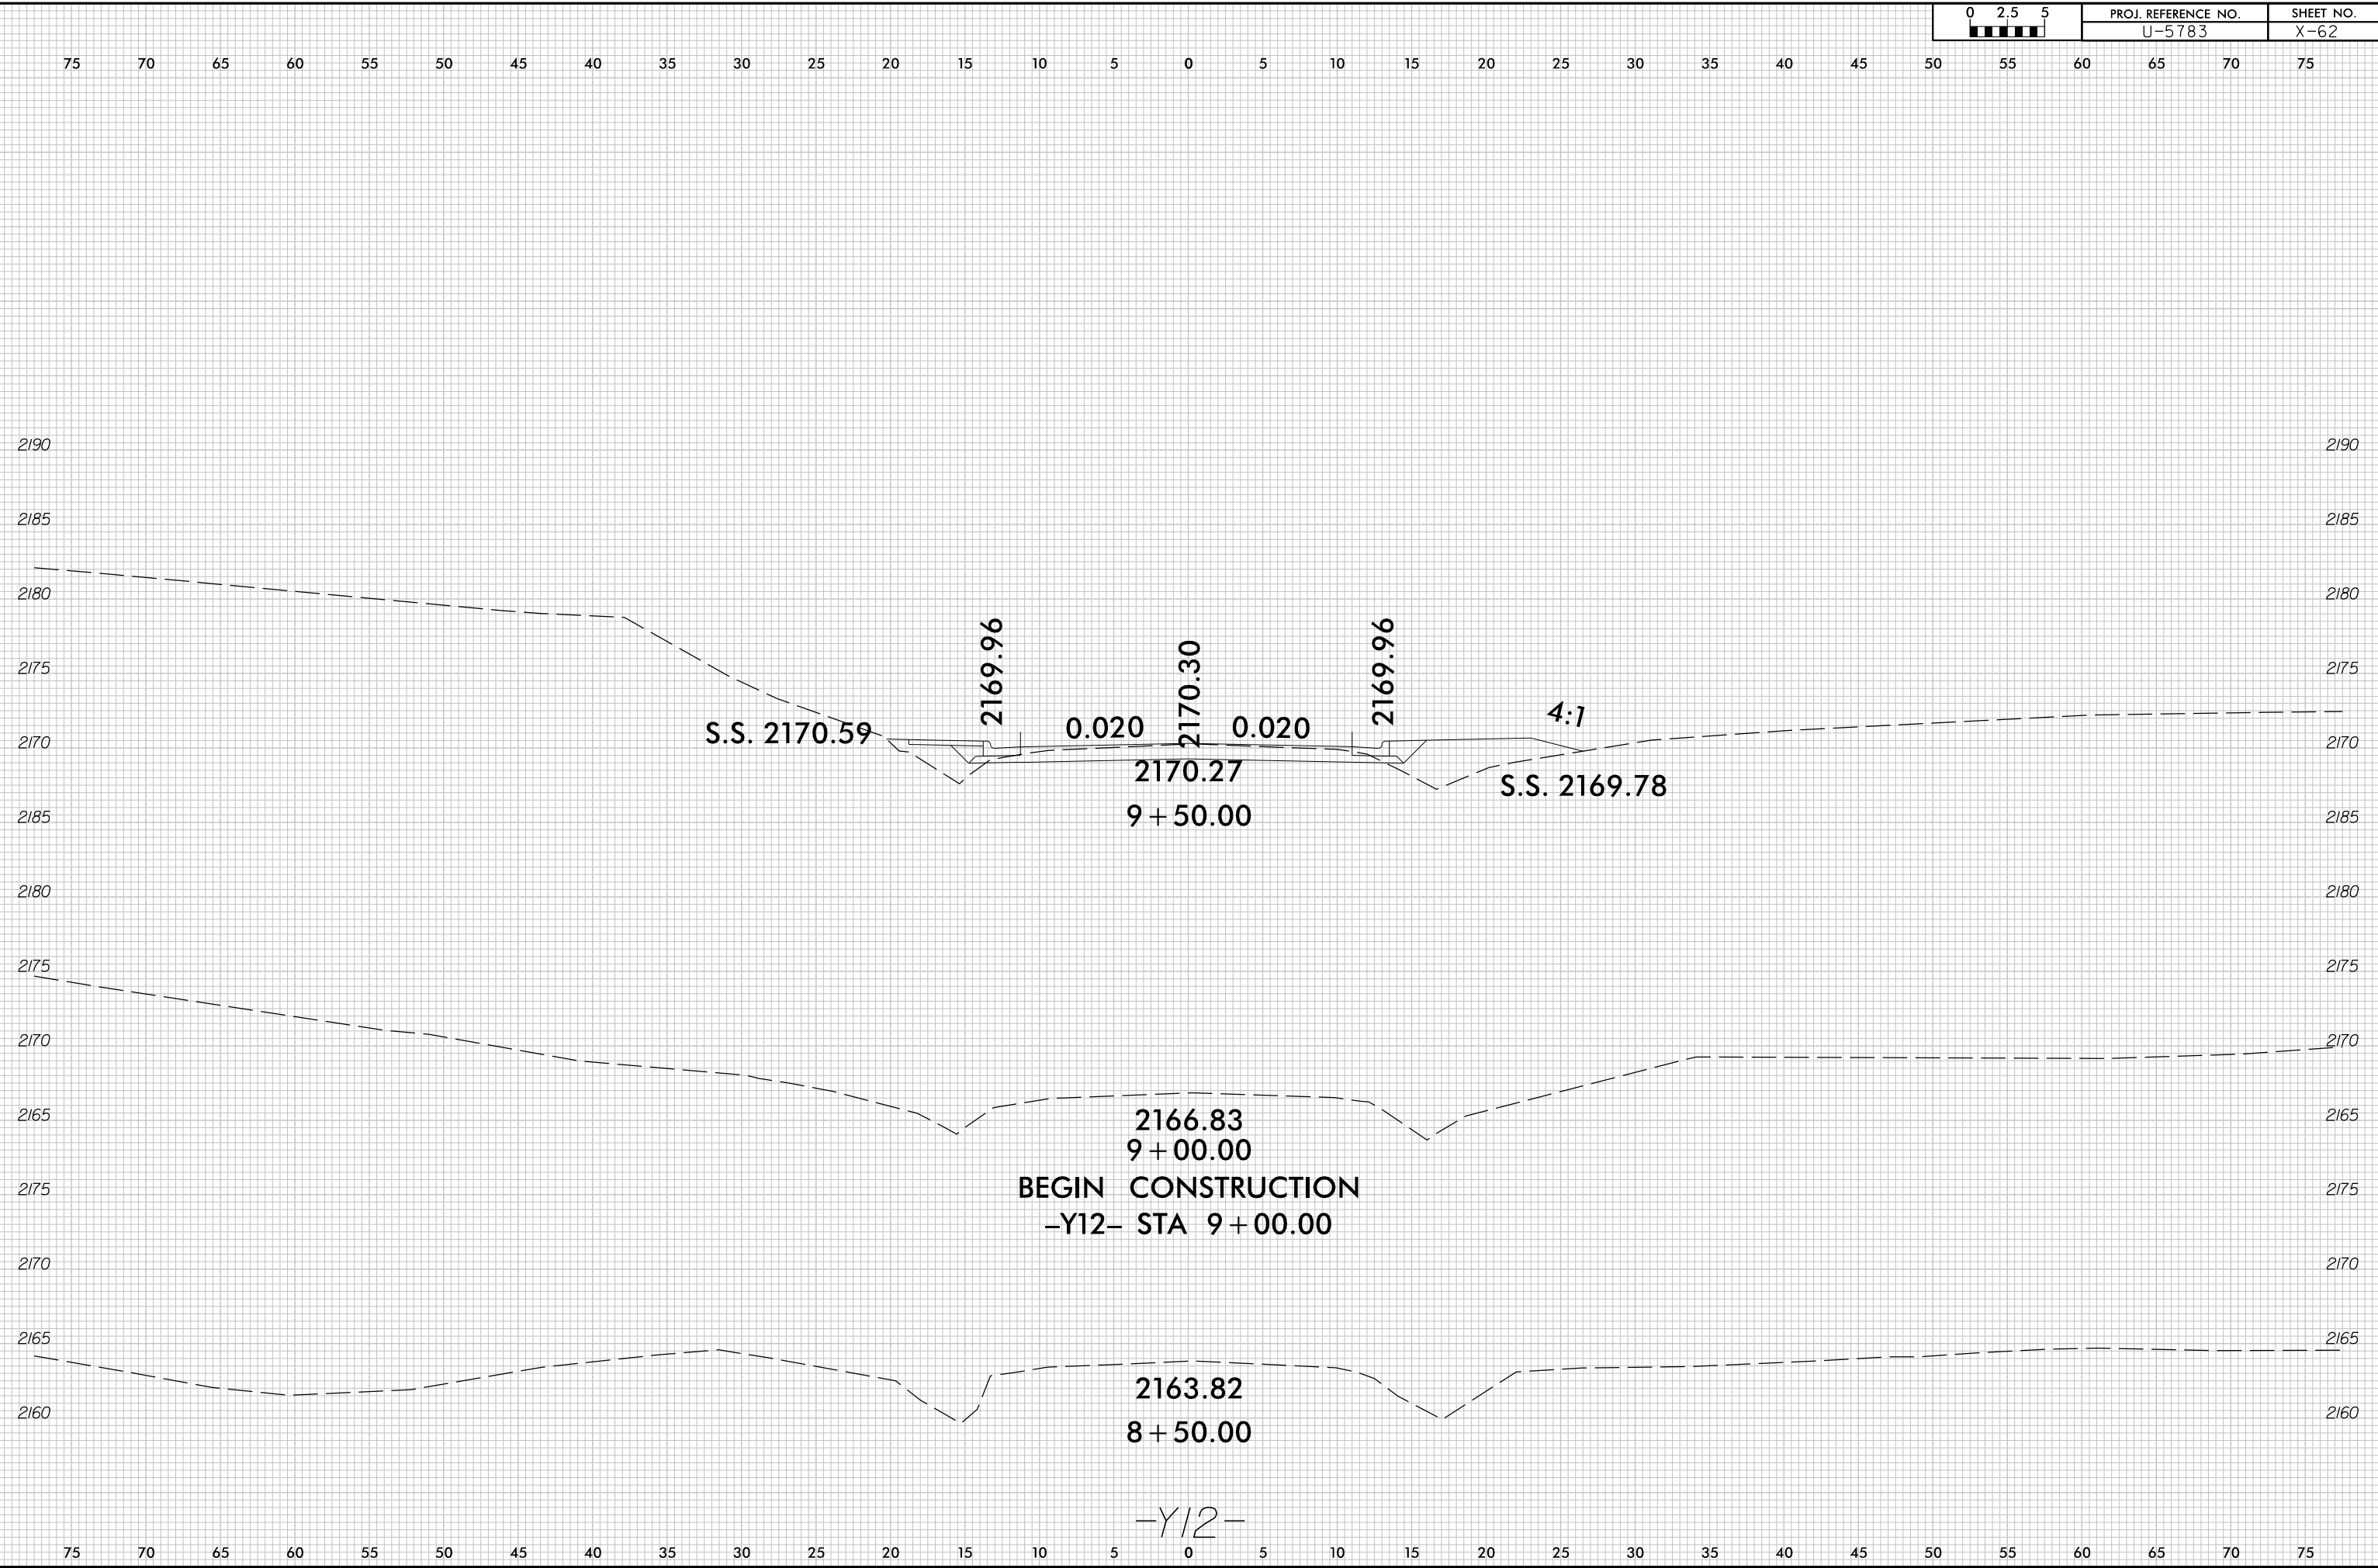 0 2.5 5
PROJ. REFERENCE NO.
SHEET NO.
U-5783
X-62
75 70 65 60 55 50 45 40 35 30 25 20 15 10 5 0 5 10 15 20 25 30 35 40 45 50 55 60 65 70 75
2190 2190
2185 2185
2180 2180
2169.96 2170.30 2169.96
2175 2175
S.S. 2170.59 0.020 0.020 4:1
2170 2170
2170.27 S.S. 2169.78
9+50.00
2185 2185
2180 2180
2175 2175
2170 2170
2165 2165
2166.83
9+00.00
BEGIN CONSTRUCTION
2175 2175
-Y12- STA 9+00.00
2170 2170
2165 2165
2163.82
2160 2160
8+50.00
-Y12-
75 70 65 60 55 50 45 40 35 30 25 20 15 10 5 0 5 10 15 20 25 30 35 40 45 50 55 60 65 70 75